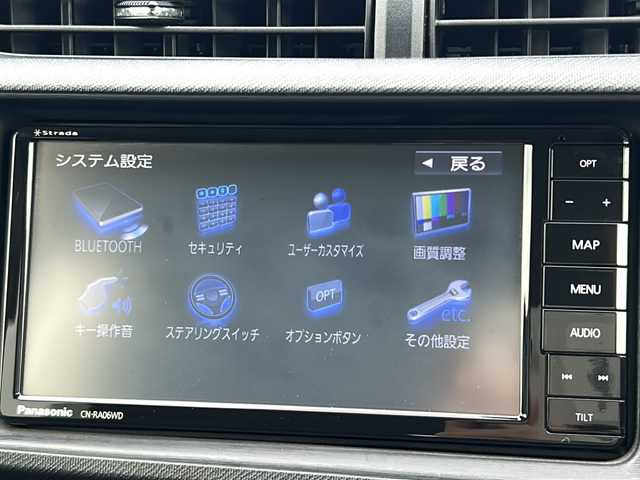 Strada
システム設定
◀ 戻る
BLUETOOTH
セキュリティ
ユーザーカスタマイズ
画質調整
キー操作音
ステアリングスイッチ
OPT
オプションボタン
etc.
その他設定
Panasonic CN-RA06WD
OPT
− +
MAP
MENU
AUDIO
TILT